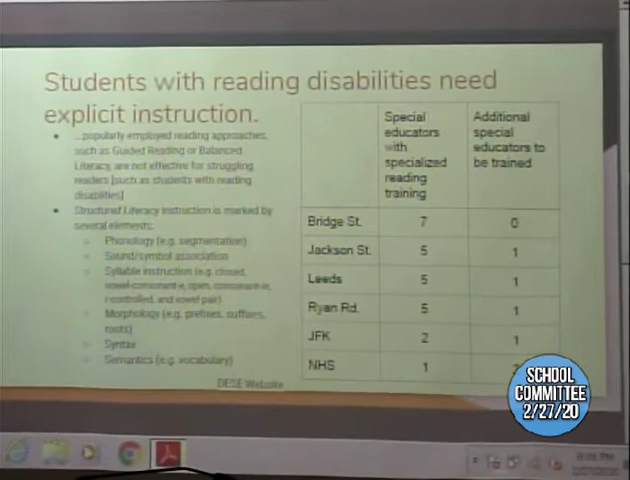 Students with reading disabilities need
explicit instruction.
...popularly employed reading approaches,
such as Guided Reading or Balanced
Literacy, are not effective for struggling
readers [such as students with reading
disabilities]
Structured Literacy instruction is marked by
several elements:
Phonology (e.g. segmentation)
Sound/symbol association
Syllable instruction (e.g. closed,
vowel-consonant-e, open, consonant-le,
r-controlled, and vowel pair)
Morphology (e.g. prefixes, suffixes,
roots)
Syntax
Semantics (e.g. vocabulary)
DESE Website
Special educators with specialized reading training
Additional special educators to be trained
Bridge St. 7 0
Jackson St. 5 1
Leeds 5 1
Ryan Rd. 5 1
JFK 2 1
NHS 1
SCHOOL
COMMITTEE
2/27/20